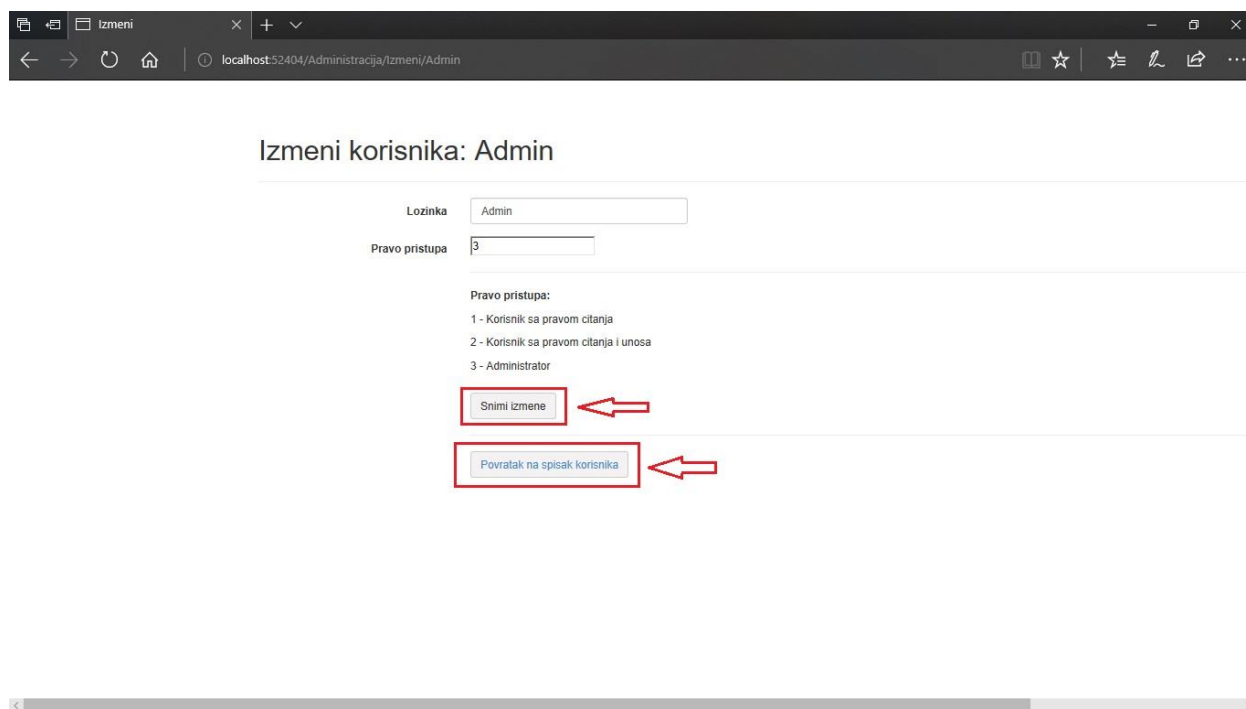 Izmeni
localhost:52404/Administracija/Izmeni/Admin
Izmeni korisnika: Admin
Lozinka Admin
Pravo pristupa 3
Pravo pristupa:
1 - Korisnik sa pravom citanja
2 - Korisnik sa pravom citanja i unosa
3 - Administrator
Snimi izmene
Povratak na spisak korisnika